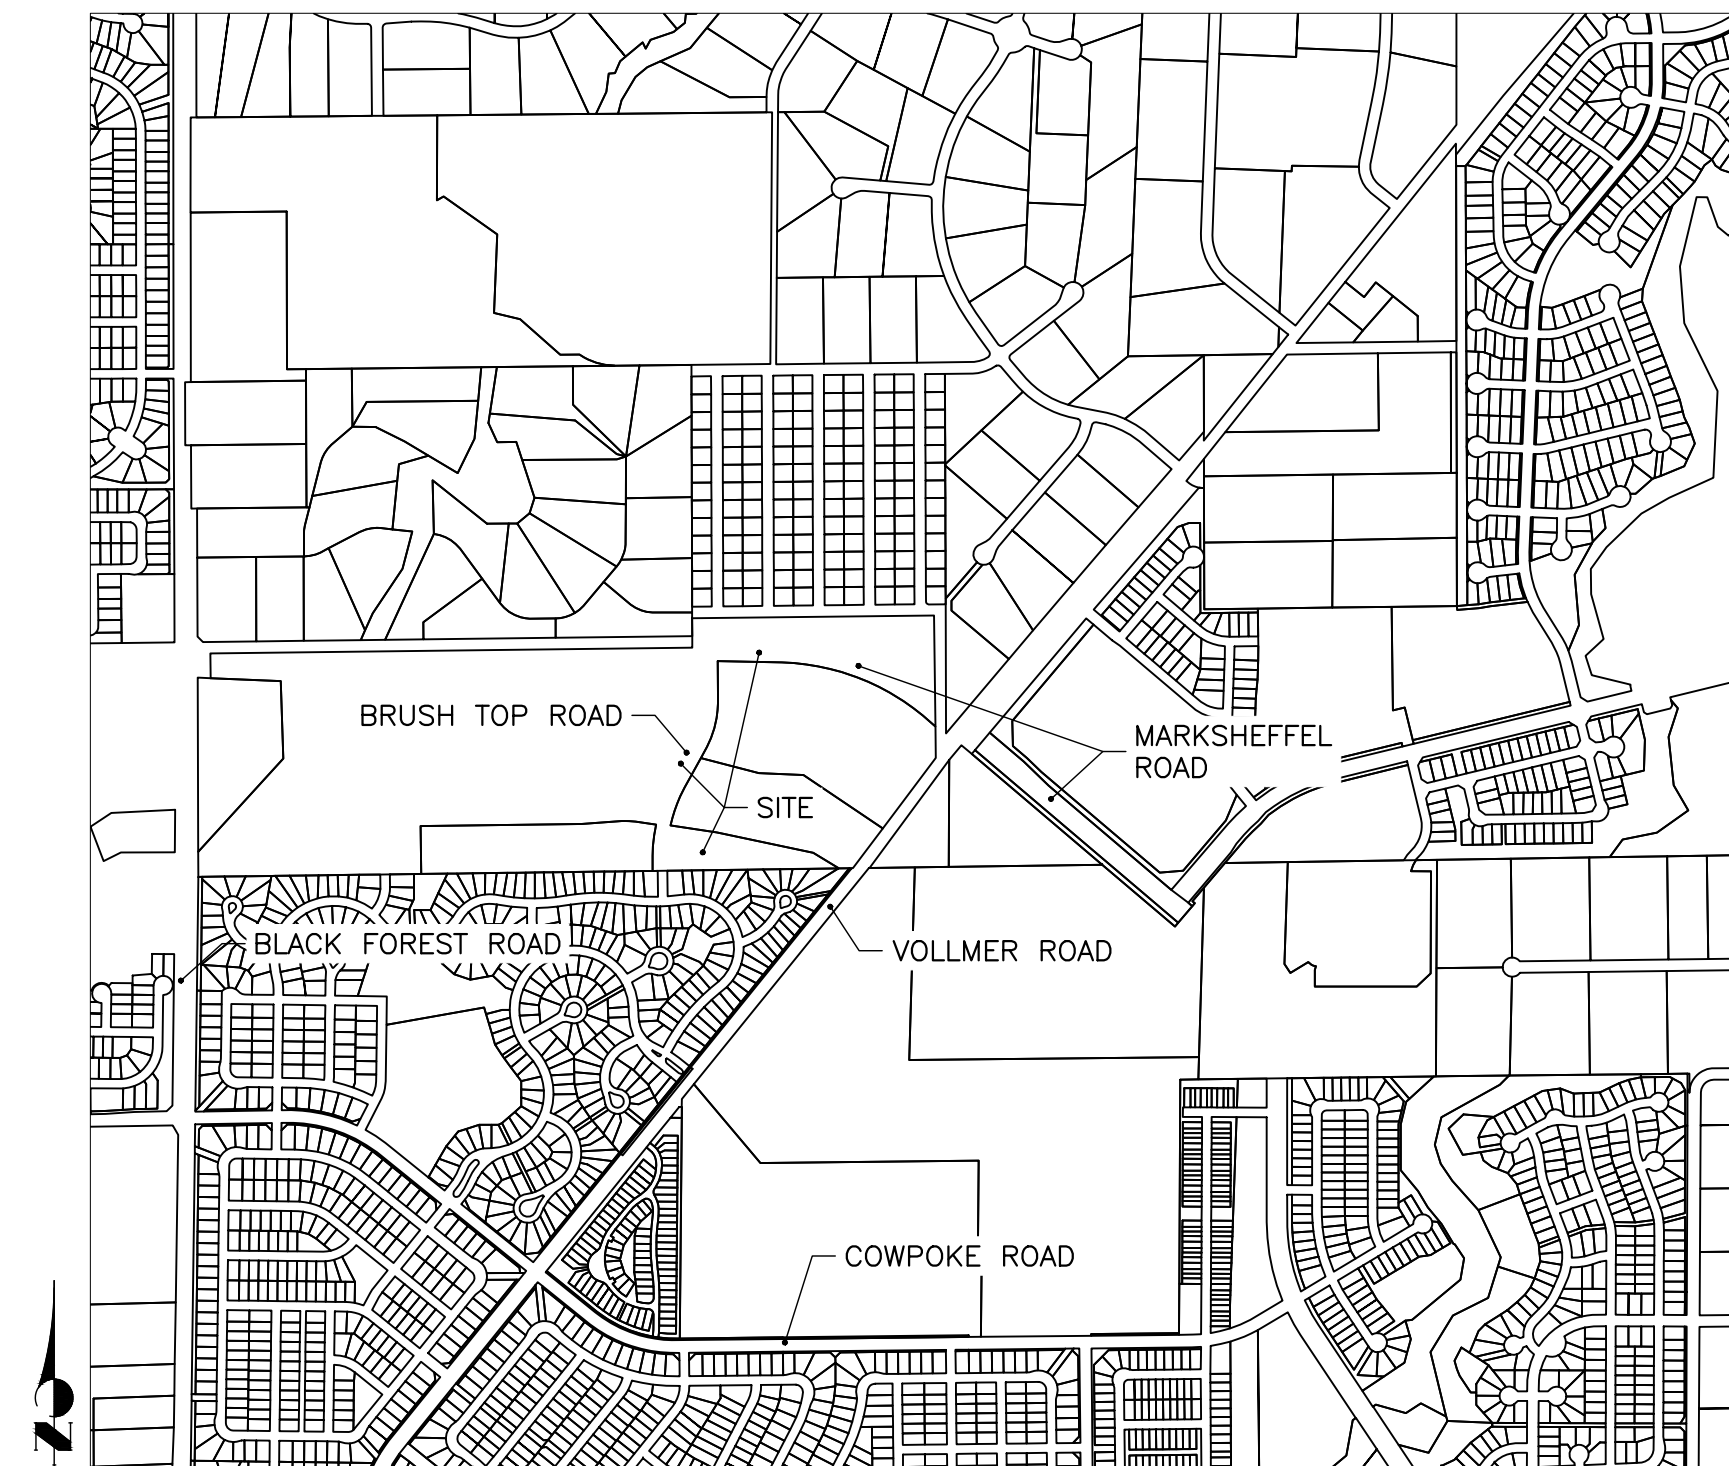 BRUSH TOP ROAD
MARKSHEFFEL
ROAD
SITE
BLACK FOREST ROAD
VOLLMER ROAD
COWPOKE ROAD
N